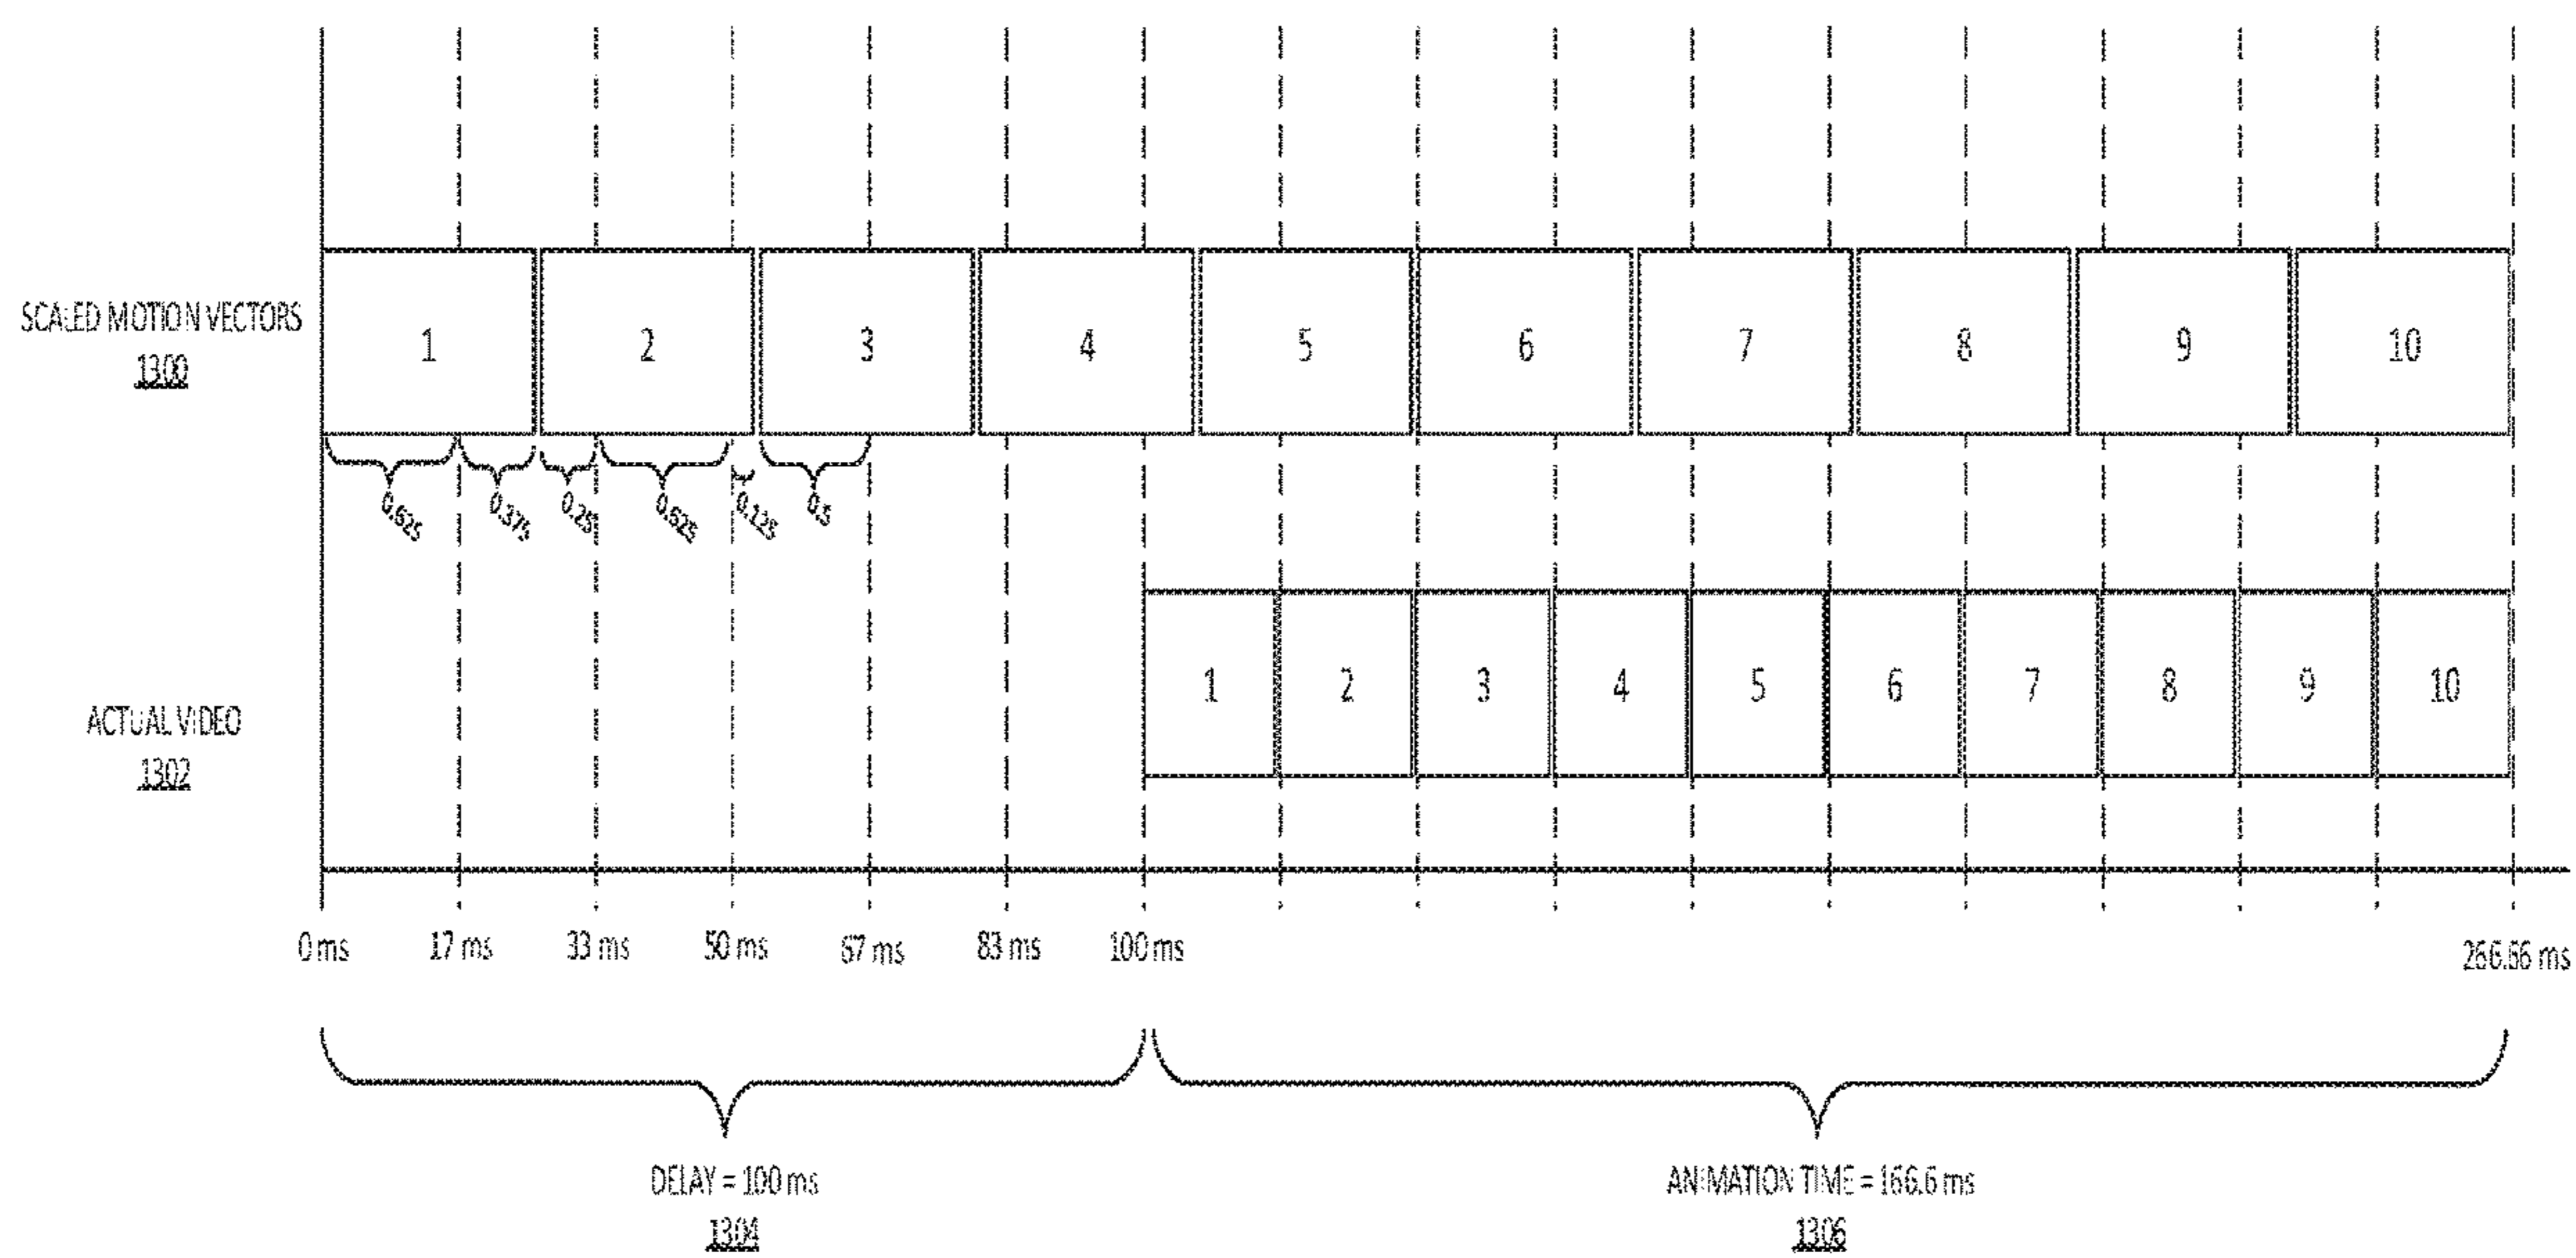 SCALED MOTION VECTORS
1300
1 2 3 4 5 6 7 8 9 10
0.625 0.375 0.25 0.625 0.125 0.5
ACTUAL VIDEO
1302
1 2 3 4 5 6 7 8 9 10
0 ms 17 ms 33 ms 50 ms 67 ms 83 ms 100 ms 266.66 ms
DELAY = 100 ms
1304
ANIMATION TIME = 166.6 ms
1306